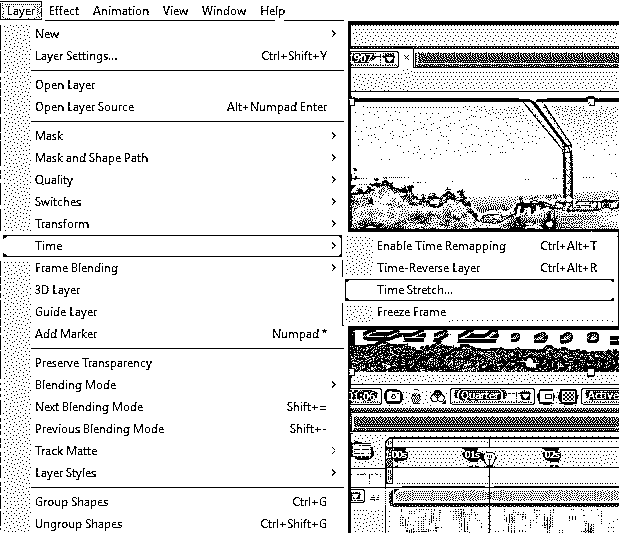 Layer Effect Animation View Window Help
New
Layer Settings... Ctrl+Shift+Y
Open Layer
Open Layer Source Alt+Numpad Enter
Mask
Mask and Shape Path
Quality
Switches
Transform
Time
Enable Time Remapping Ctrl+Alt+T
Time-Reverse Layer Ctrl+Alt+R
Time Stretch...
Freeze Frame
Frame Blending
3D Layer
Guide Layer
Add Marker Numpad *
Preserve Transparency
Blending Mode
Next Blending Mode Shift+=
Previous Blending Mode Shift+-
Track Matte
Layer Styles
Group Shapes Ctrl+G
Ungroup Shapes Ctrl+Shift+G
(Quarter)
00s 01s 02s